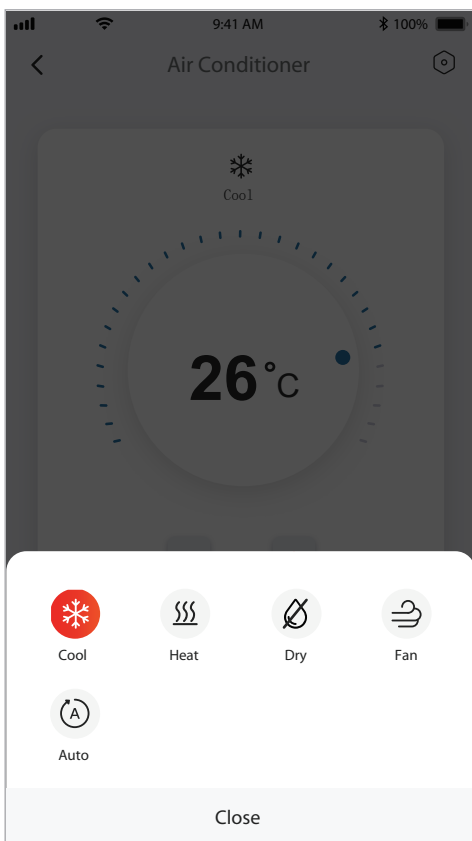 9:41 AM 100%
Air Conditioner
Cool
26°C
Cool Heat Dry Fan
A
Auto
Close